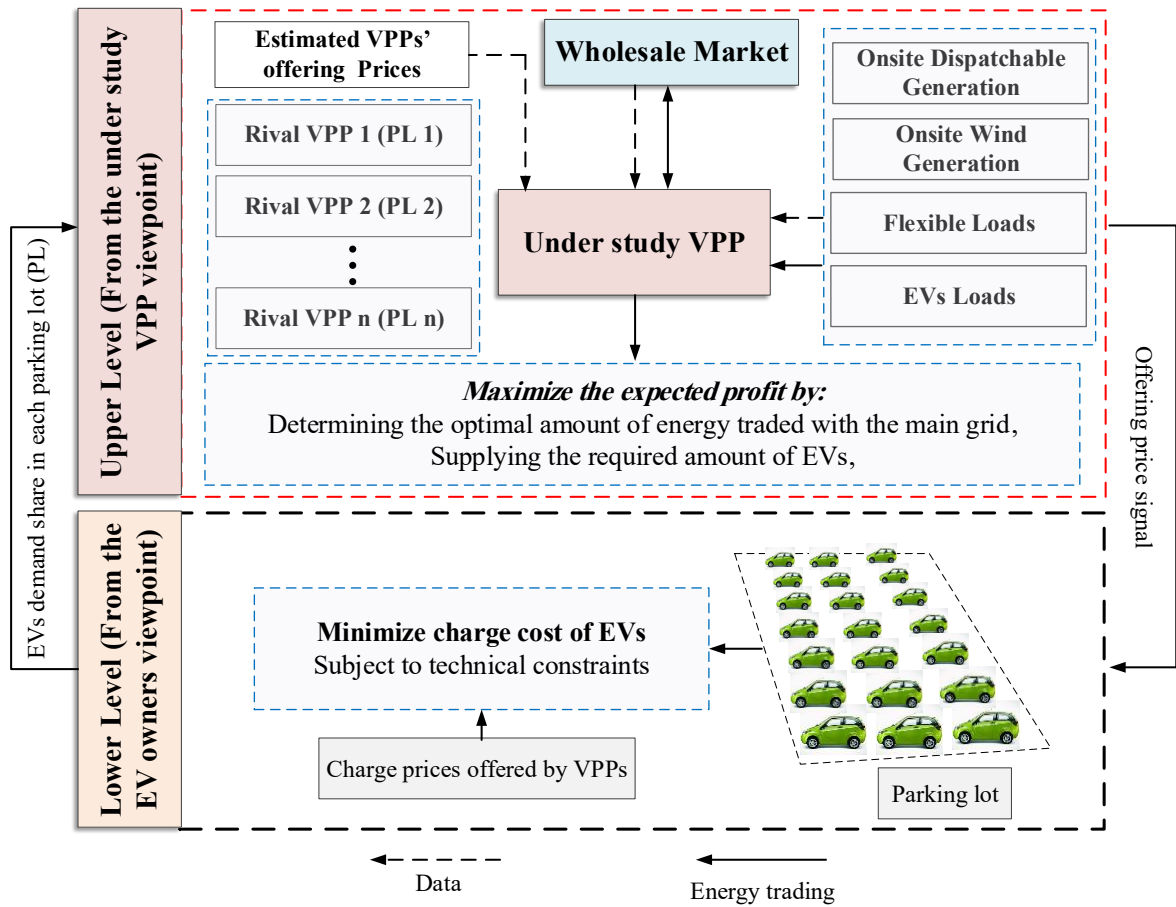 Estimated VPPs'
offering Prices
Wholesale Market
Onsite Dispatchable
Generation
Rival VPP 1 (PL 1)
Onsite Wind
Generation
Rival VPP 2 (PL 2)
Under study VPP
Flexible Loads
EVs Loads
Rival VPP n (PL n)
Upper Level (From the under study
VPP viewpoint)
Maximize the expected profit by:
Determining the optimal amount of energy traded with the main grid,
Supplying the required amount of EVs,
EVs demand share in each parking lot (PL)
Offering price
signal
Lower Level (From the
EV owners viewpoint)
Minimize charge cost of EVs
Subject to technical constraints
Charge prices offered by VPPs
Parking lot
Data
Energy trading